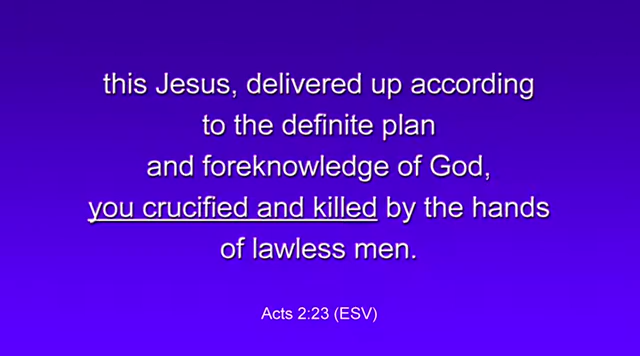 this Jesus, delivered up according
to the definite plan
and foreknowledge of God,
you crucified and killed by the hands
of lawless men.
Acts 2:23 (ESV)